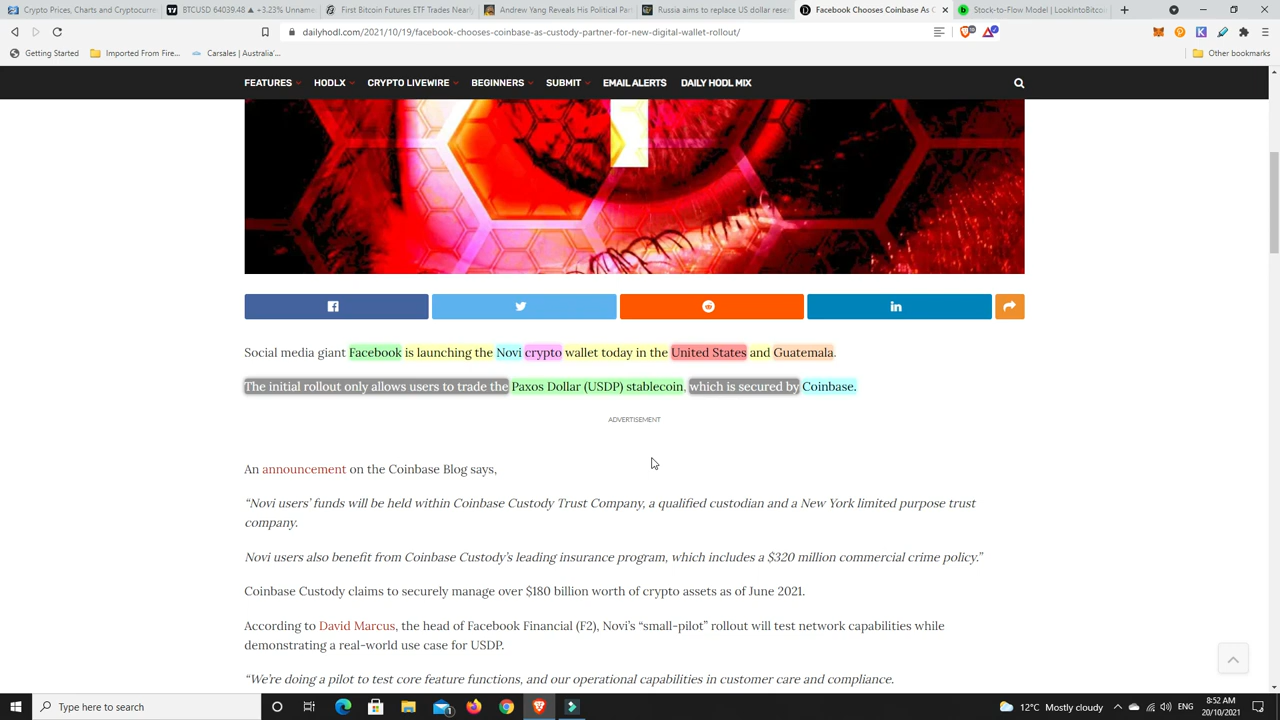 Crypto Prices, Charts and Cryptocurr
BTCUSD 64039.48 ▲ +3.23% Unname
First Bitcoin Futures ETF Trades Nearly
Andrew Yang Reveals His Political Par
Russia aims to replace US dollar rese
Facebook Chooses Coinbase As C
Stock-to-Flow Model | LookIntoBitco
dailyhodl.com/2021/10/19/facebook-chooses-coinbase-as-custody-partner-for-new-digital-wallet-rollout/
Getting Started
Imported From Fire...
Carsales | Australia'...
Other bookmarks
FEATURES HODLX CRYPTO LIVEWIRE BEGINNERS SUBMIT EMAIL ALERTS DAILY HODL MIX
Social media giant Facebook is launching the Novi crypto wallet today in the United States and Guatemala.
The initial rollout only allows users to trade the Paxos Dollar (USDP) stablecoin, which is secured by Coinbase.
ADVERTISEMENT
An announcement on the Coinbase Blog says,
“Novi users’ funds will be held within Coinbase Custody Trust Company, a qualified custodian and a New York limited purpose trust
company.
Novi users also benefit from Coinbase Custody’s leading insurance program, which includes a $320 million commercial crime policy.”
Coinbase Custody claims to securely manage over $180 billion worth of crypto assets as of June 2021.
According to David Marcus, the head of Facebook Financial (F2), Novi’s “small-pilot” rollout will test network capabilities while
demonstrating a real-world use case for USDP.
“We’re doing a pilot to test core feature functions, and our operational capabilities in customer care and compliance.
Type here to search
12°C Mostly cloudy
ENG
8:52 AM
20/10/2021